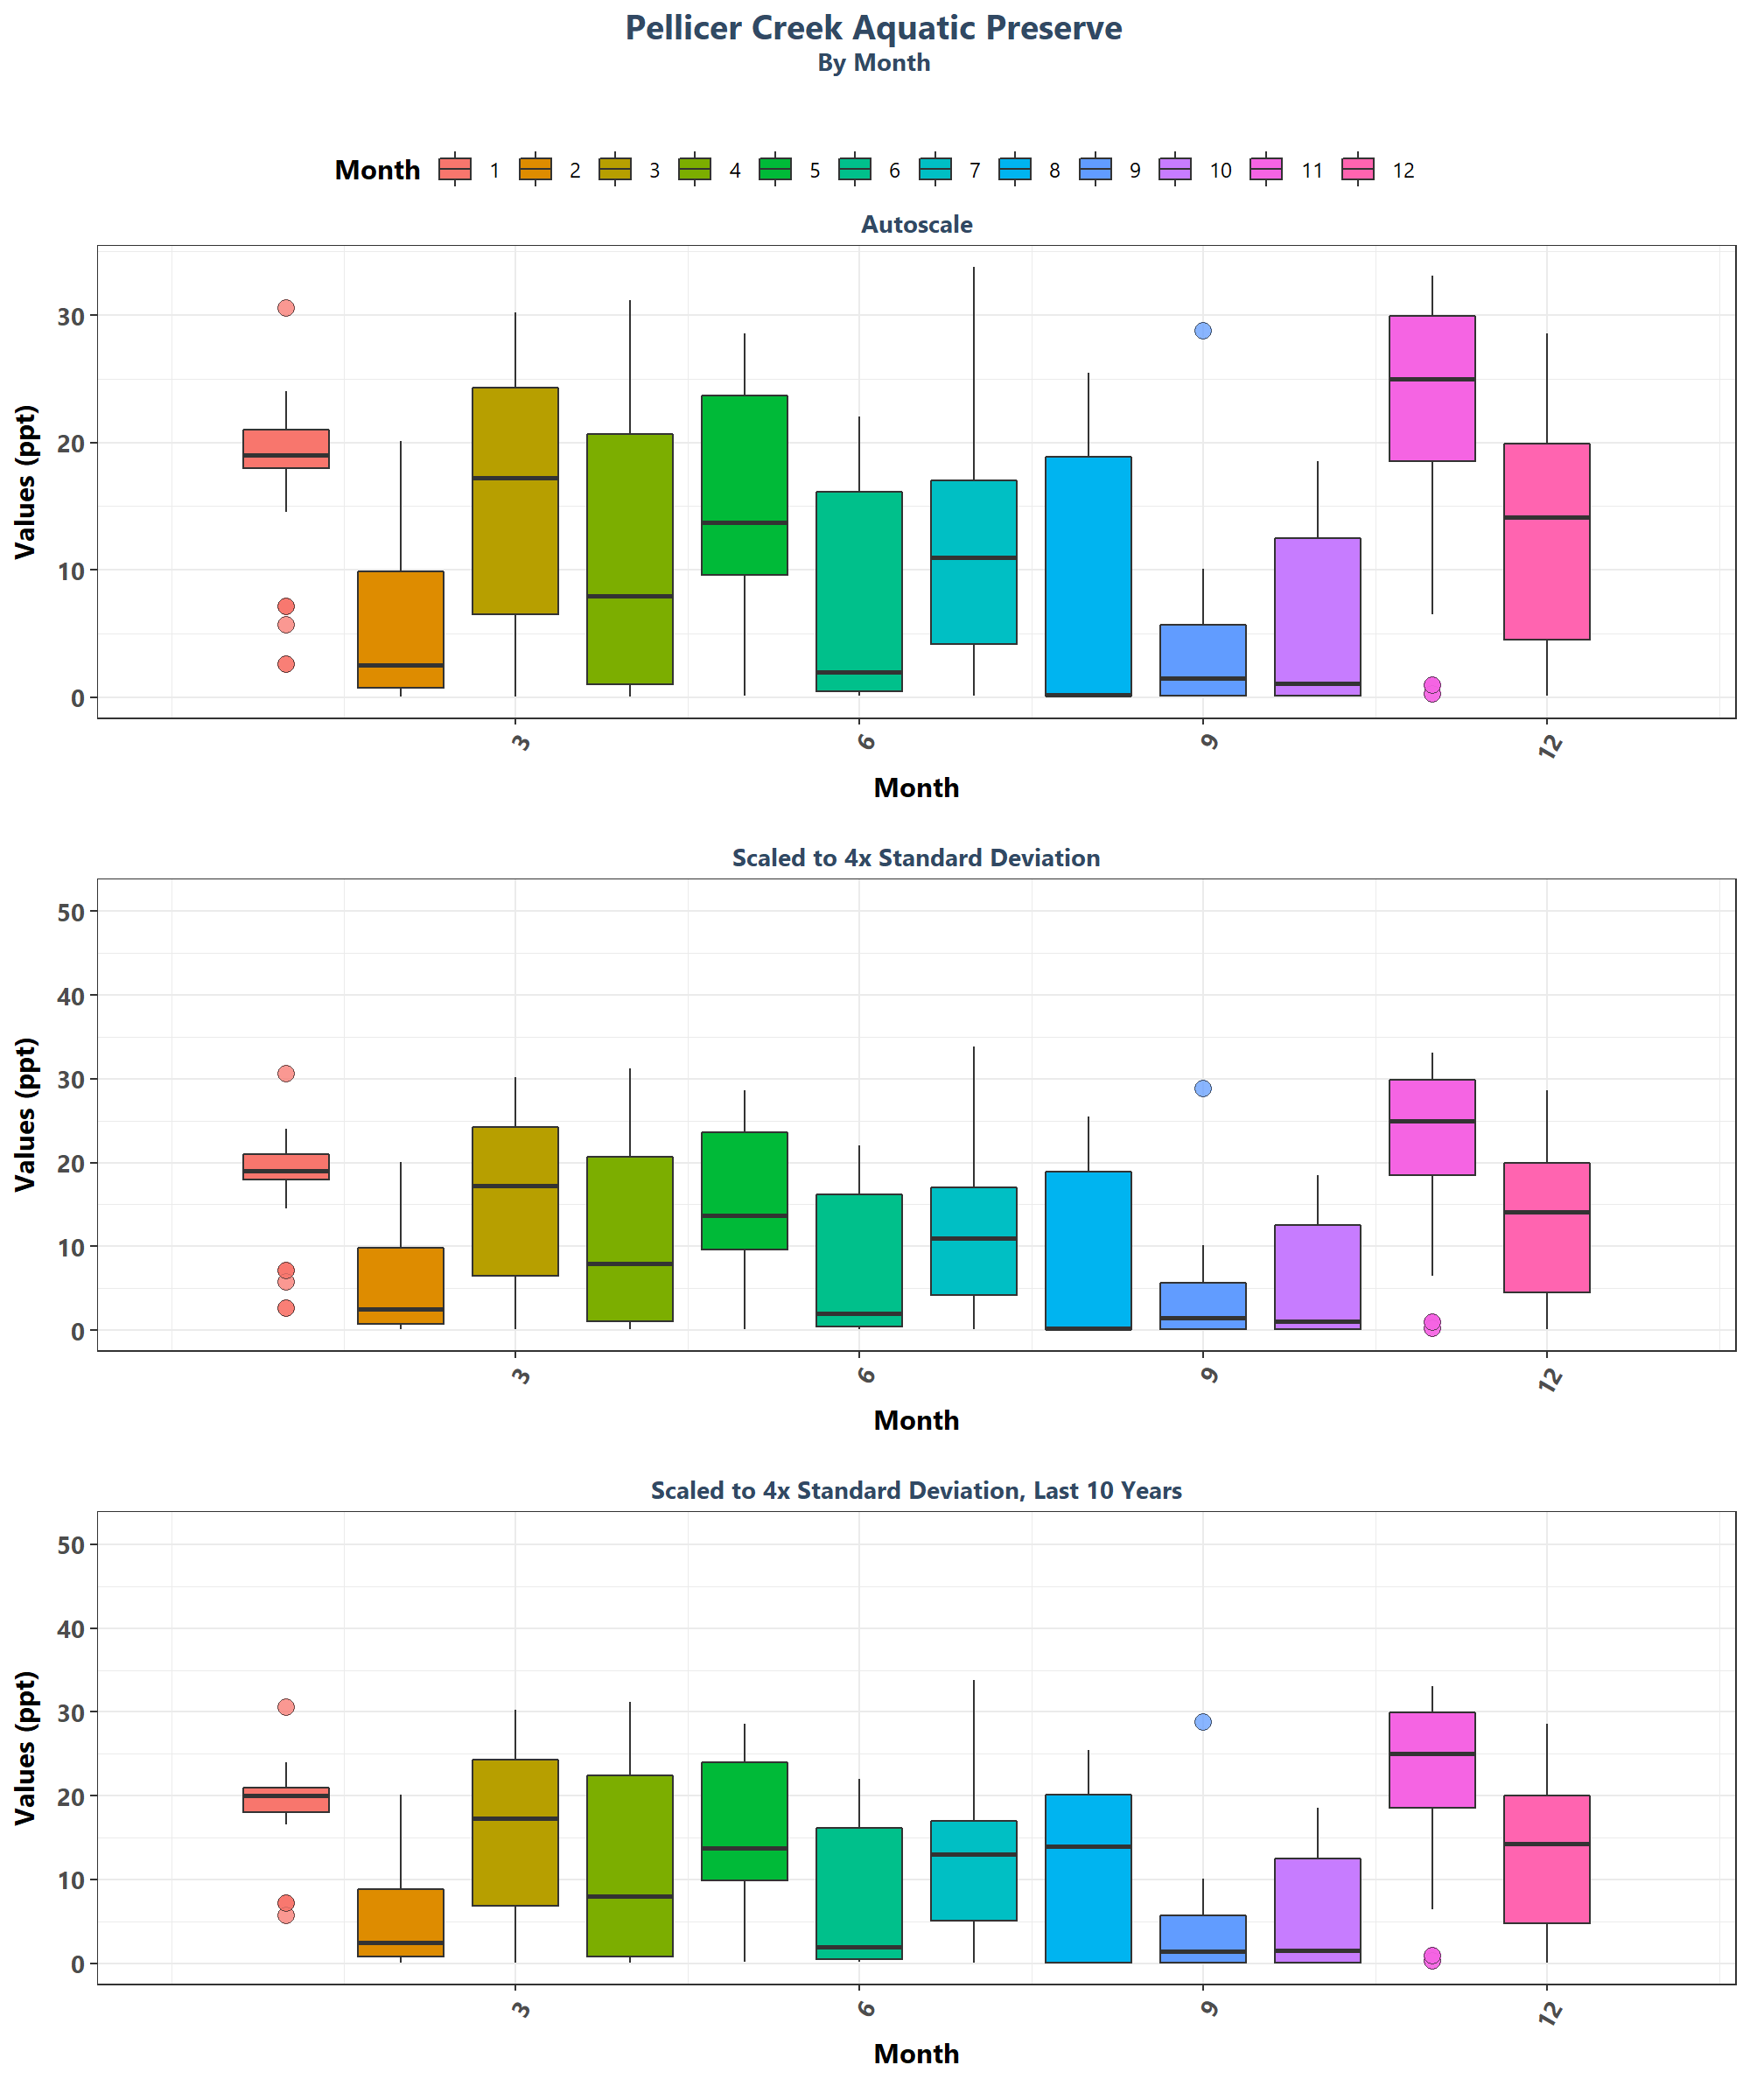 Pellicer Creek Aquatic Preserve
By Month
Month 1 2 3 4 5 6 7 8 9 10 11 12
Autoscale
Values (ppt)
30
20
10
0
3 6 9 12
Month
Scaled to 4x Standard Deviation
Values (ppt)
50
40
30
20
10
0
3 6 9 12
Month
Scaled to 4x Standard Deviation, Last 10 Years
Values (ppt)
50
40
30
20
10
0
3 6 9 12
Month